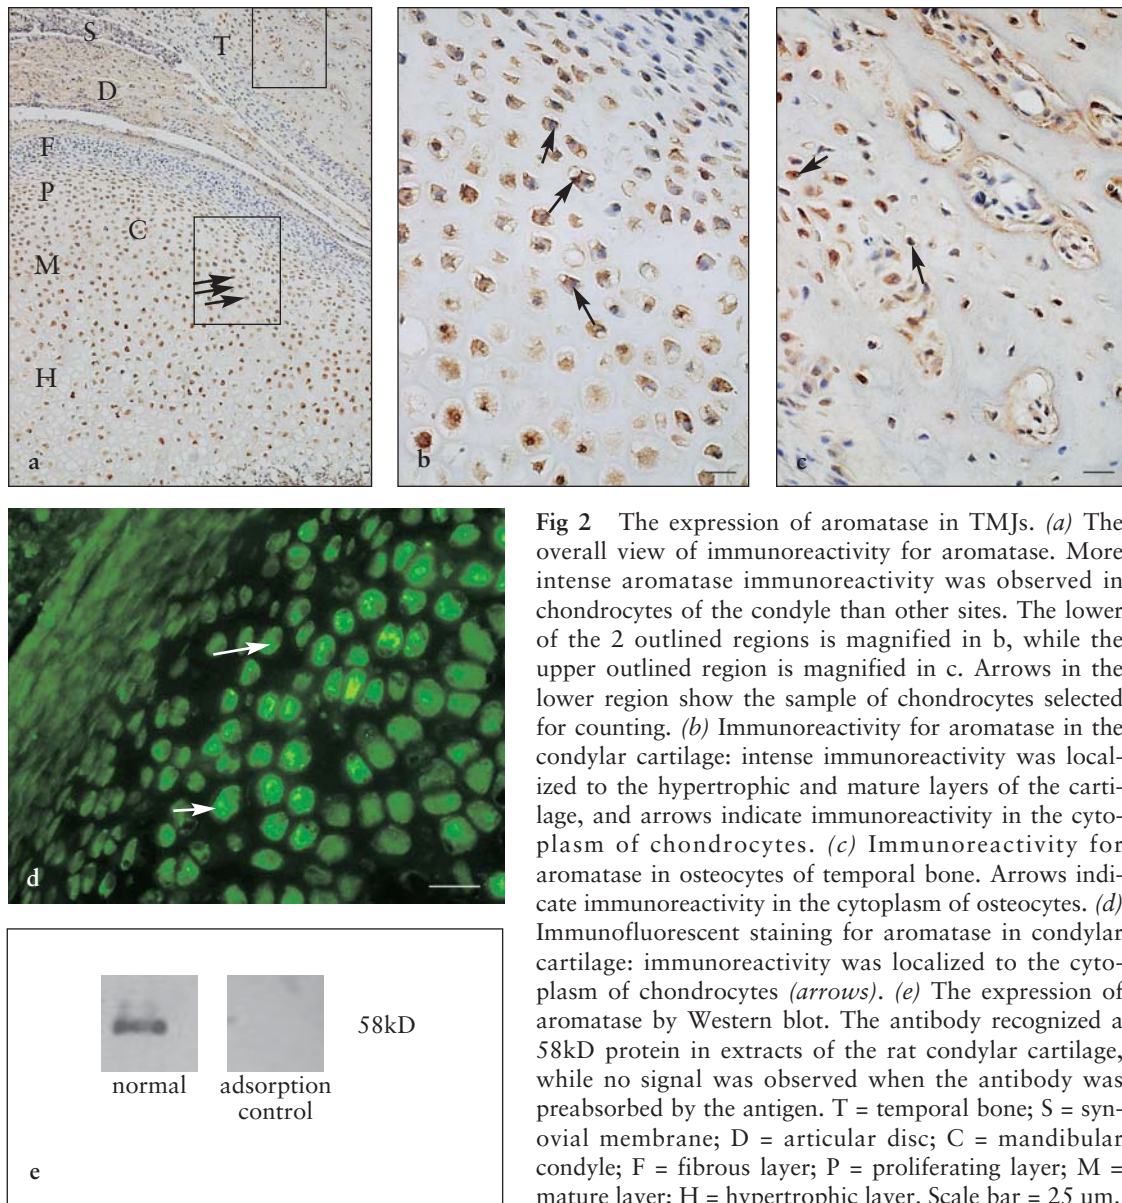 S
T
D
F
P
C
M
H
a
b
c
d
normal
adsorption
control
58kD
e
Fig 2 The expression of aromatase in TMJs. (a) The
overall view of immunoreactivity for aromatase. More
intense aromatase immunoreactivity was observed in
chondrocytes of the condyle than other sites. The lower
of the 2 outlined regions is magnified in b, while the
upper outlined region is magnified in c. Arrows in the
lower region show the sample of chondrocytes selected
for counting. (b) Immunoreactivity for aromatase in the
condylar cartilage: intense immunoreactivity was local-
ized to the hypertrophic and mature layers of the carti-
lage, and arrows indicate immunoreactivity in the cyto-
plasm of chondrocytes. (c) Immunoreactivity for
aromatase in osteocytes of temporal bone. Arrows indi-
cate immunoreactivity in the cytoplasm of osteocytes. (d)
Immunofluorescent staining for aromatase in condylar
cartilage: immunoreactivity was localized to the cyto-
plasm of chondrocytes (arrows). (e) The expression of
aromatase by Western blot. The antibody recognized a
58kD protein in extracts of the rat condylar cartilage,
while no signal was observed when the antibody was
preabsorbed by the antigen. T = temporal bone; S = syn-
ovial membrane; D = articular disc; C = mandibular
condyle; F = fibrous layer; P = proliferating layer; M =
mature layer; H = hypertrophic layer. Scale bar = 25 µm.